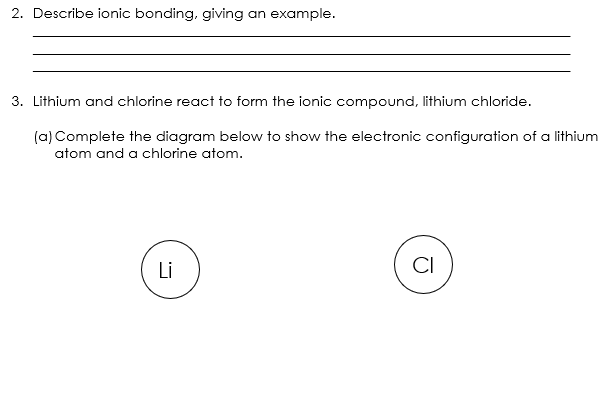 2. Describe ionic bonding, giving an example.
3. Lithium and chlorine react to form the ionic compound, lithium chloride.
(a) Complete the diagram below to show the electronic configuration of a lithium
atom and a chlorine atom.
Li
Cl